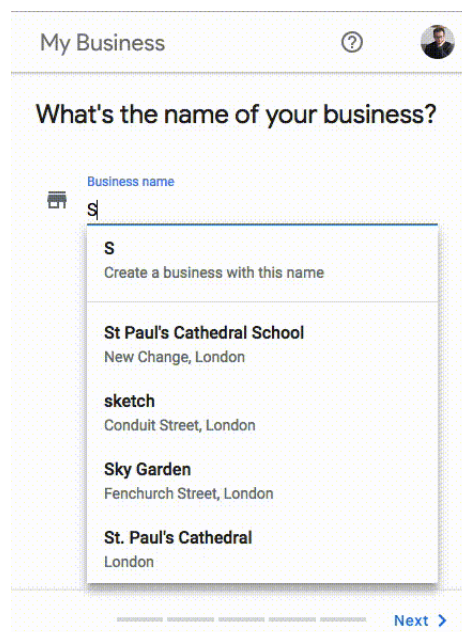 My Business
What's the name of your business?
Business name
S
S
Create a business with this name
St Paul's Cathedral School
New Change, London
sketch
Conduit Street, London
Sky Garden
Fenchurch Street, London
St. Paul's Cathedral
London
Next